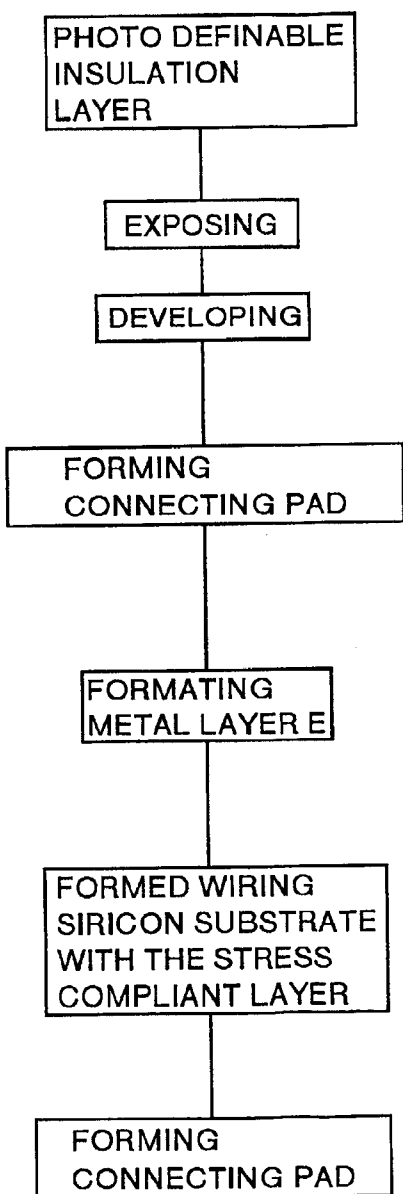 PHOTO DEFINABLE
INSULATION
LAYER
EXPOSING
DEVELOPING
FORMING
CONNECTING PAD
FORMATING
METAL LAYER E
FORMED WIRING
SIRICON SUBSTRATE
WITH THE STRESS
COMPLIANT LAYER
FORMING
CONNECTING PAD